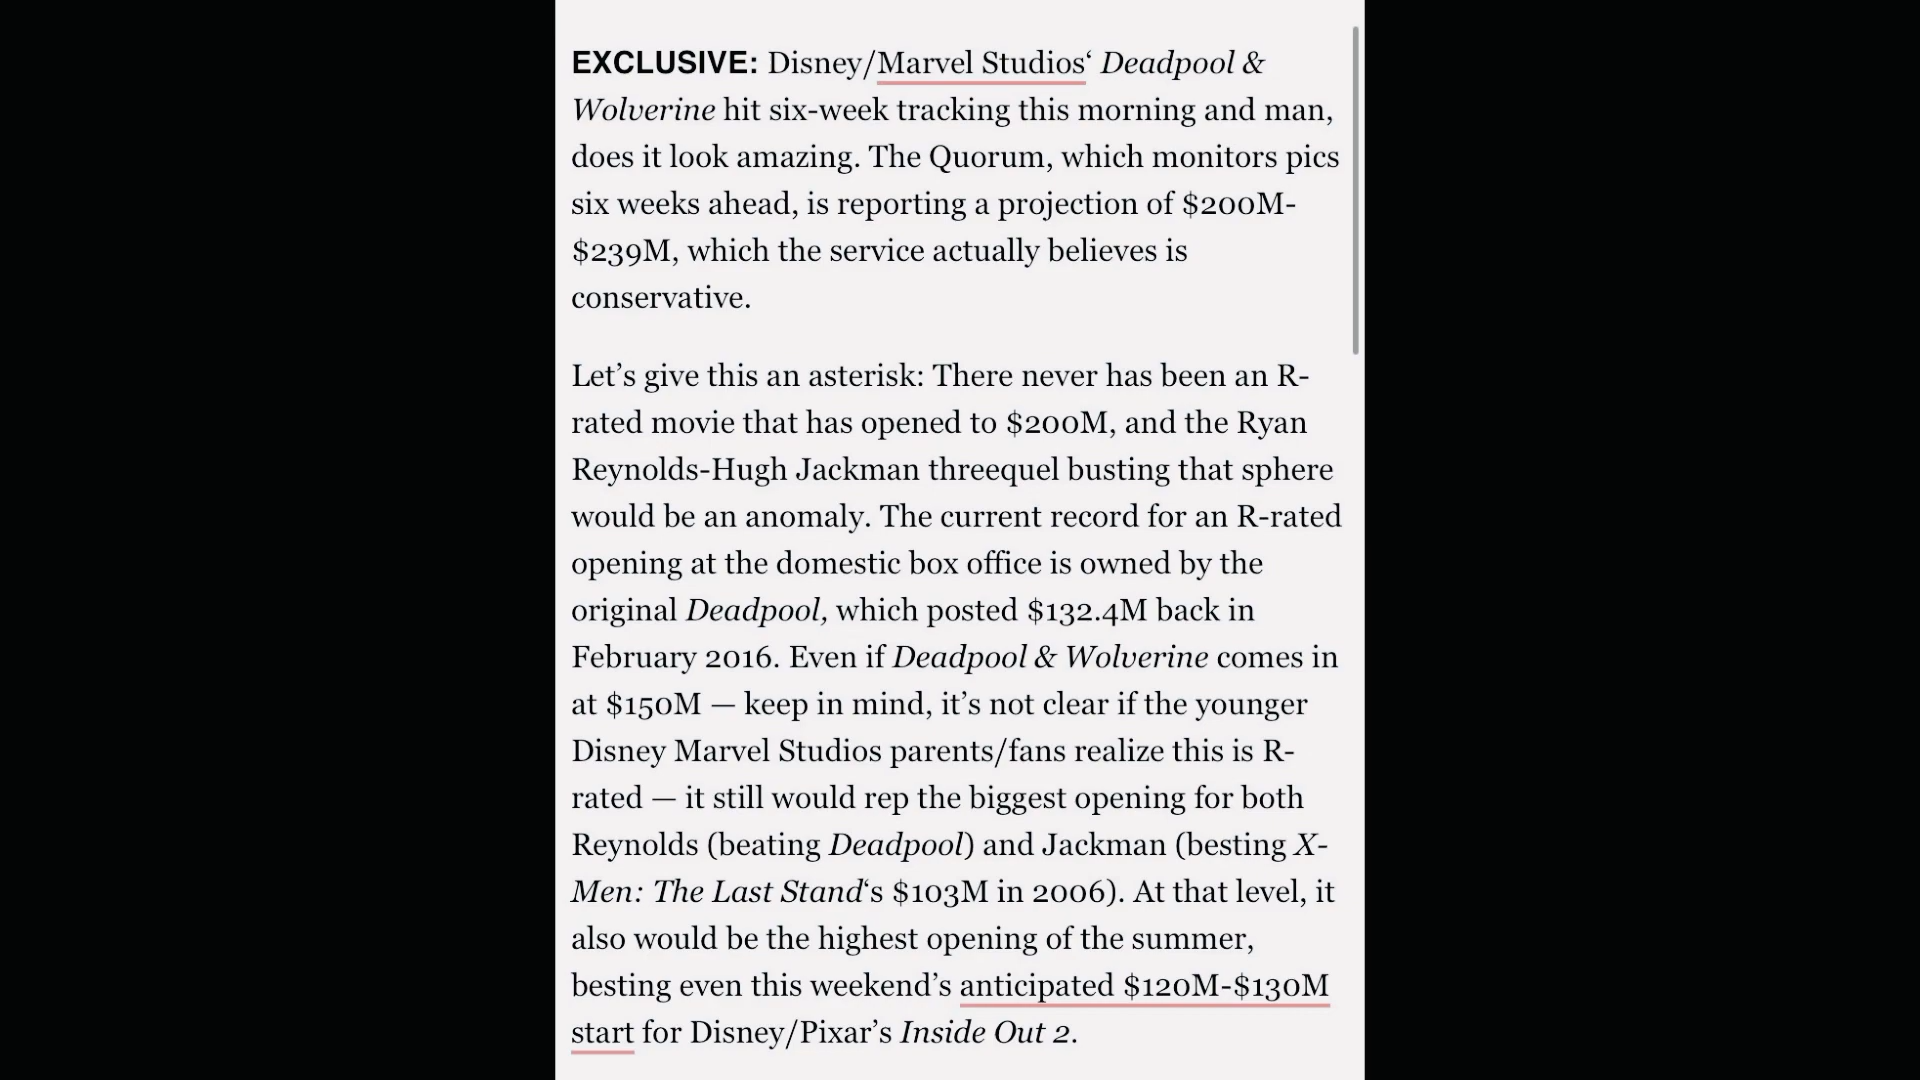 EXCLUSIVE: Disney/Marvel Studios‘ Deadpool &
Wolverine hit six-week tracking this morning and man,
does it look amazing. The Quorum, which monitors pics
six weeks ahead, is reporting a projection of $200M-
$239M, which the service actually believes is
conservative.
Let’s give this an asterisk: There never has been an R-
rated movie that has opened to $200M, and the Ryan
Reynolds-Hugh Jackman threequel busting that sphere
would be an anomaly. The current record for an R-rated
opening at the domestic box office is owned by the
original Deadpool, which posted $132.4M back in
February 2016. Even if Deadpool & Wolverine comes in
at $150M — keep in mind, it’s not clear if the younger
Disney Marvel Studios parents/fans realize this is R-
rated — it still would rep the biggest opening for both
Reynolds (beating Deadpool) and Jackman (besting X-
Men: The Last Stand‘s $103M in 2006). At that level, it
also would be the highest opening of the summer,
besting even this weekend’s anticipated $120M-$130M
start for Disney/Pixar’s Inside Out 2.